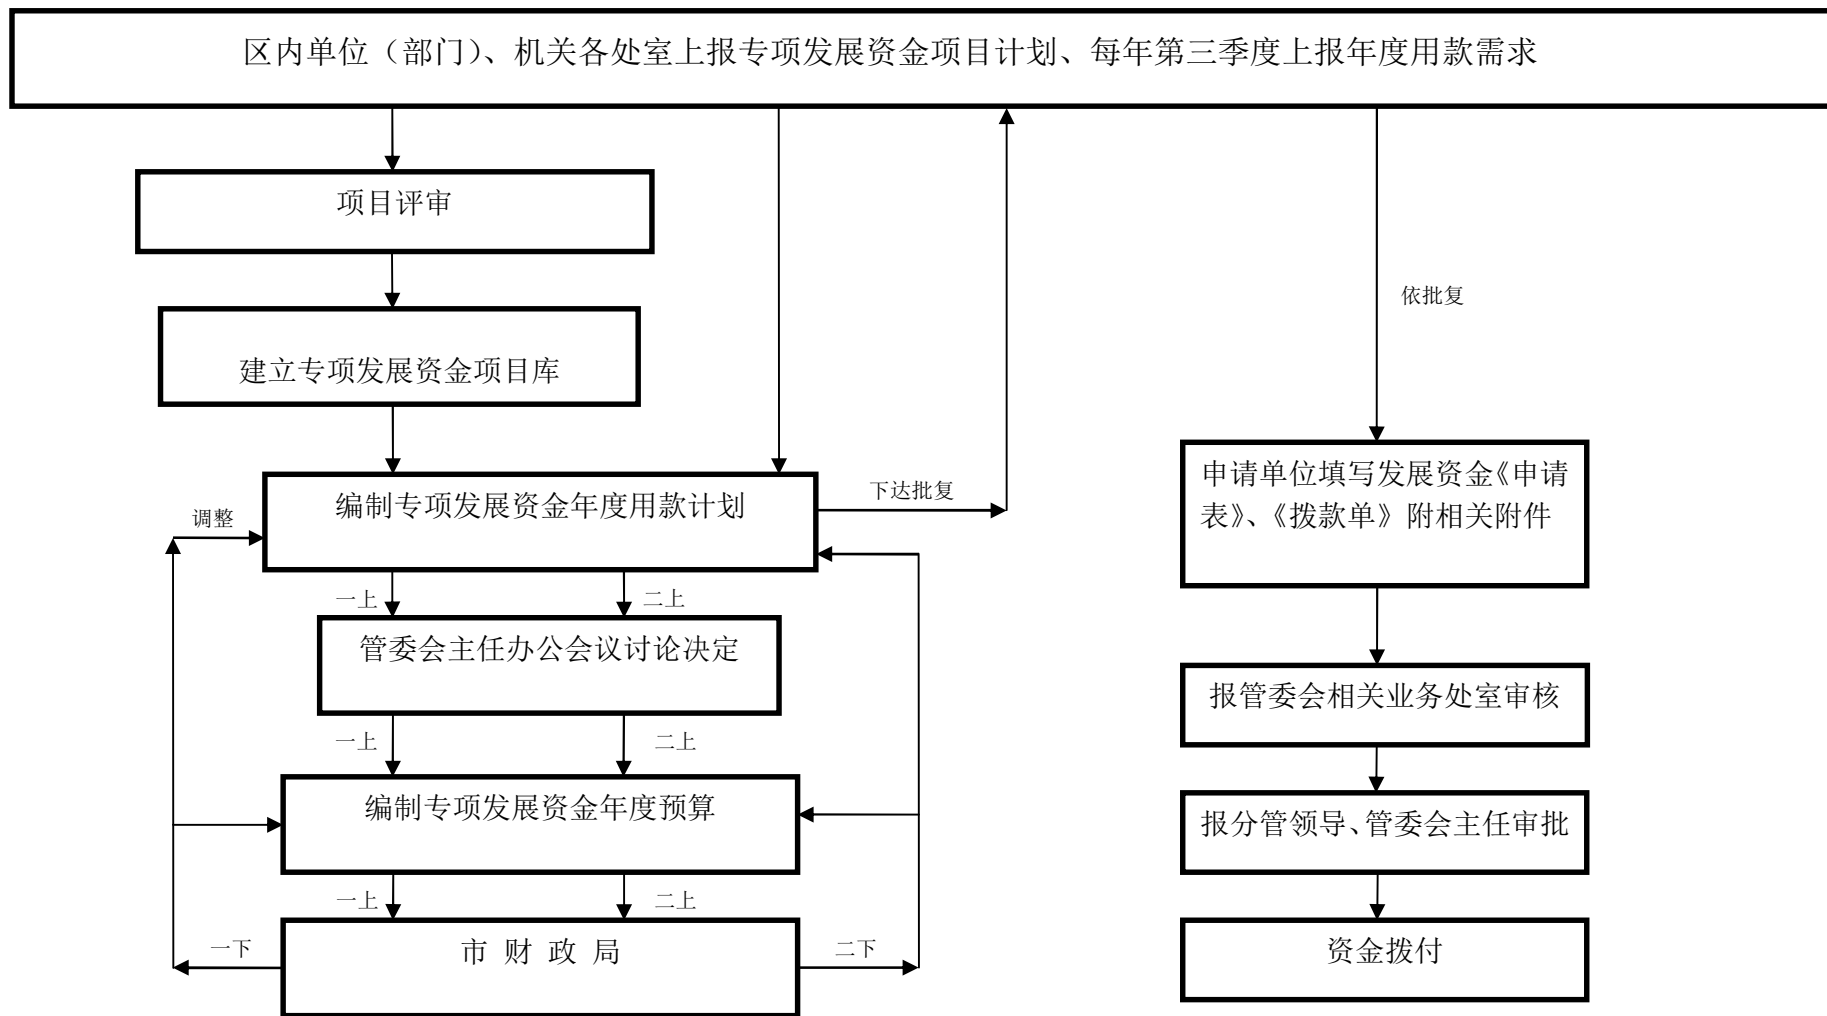 区内单位（部门）、机关各处室上报专项发展资金项目计划、每年第三季度上报年度用款需求
项目评审
建立专项发展资金项目库
依批复
编制专项发展资金年度用款计划
下达批复
调整
申请单位填写发展资金《申请
表》、《拨款单》附相关附件
一上
二上
管委会主任办公会议讨论决定
报管委会相关业务处室审核
一上
二上
编制专项发展资金年度预算
报分管领导、管委会主任审批
一上
二上
市 财 政 局
一下
二下
资金拨付